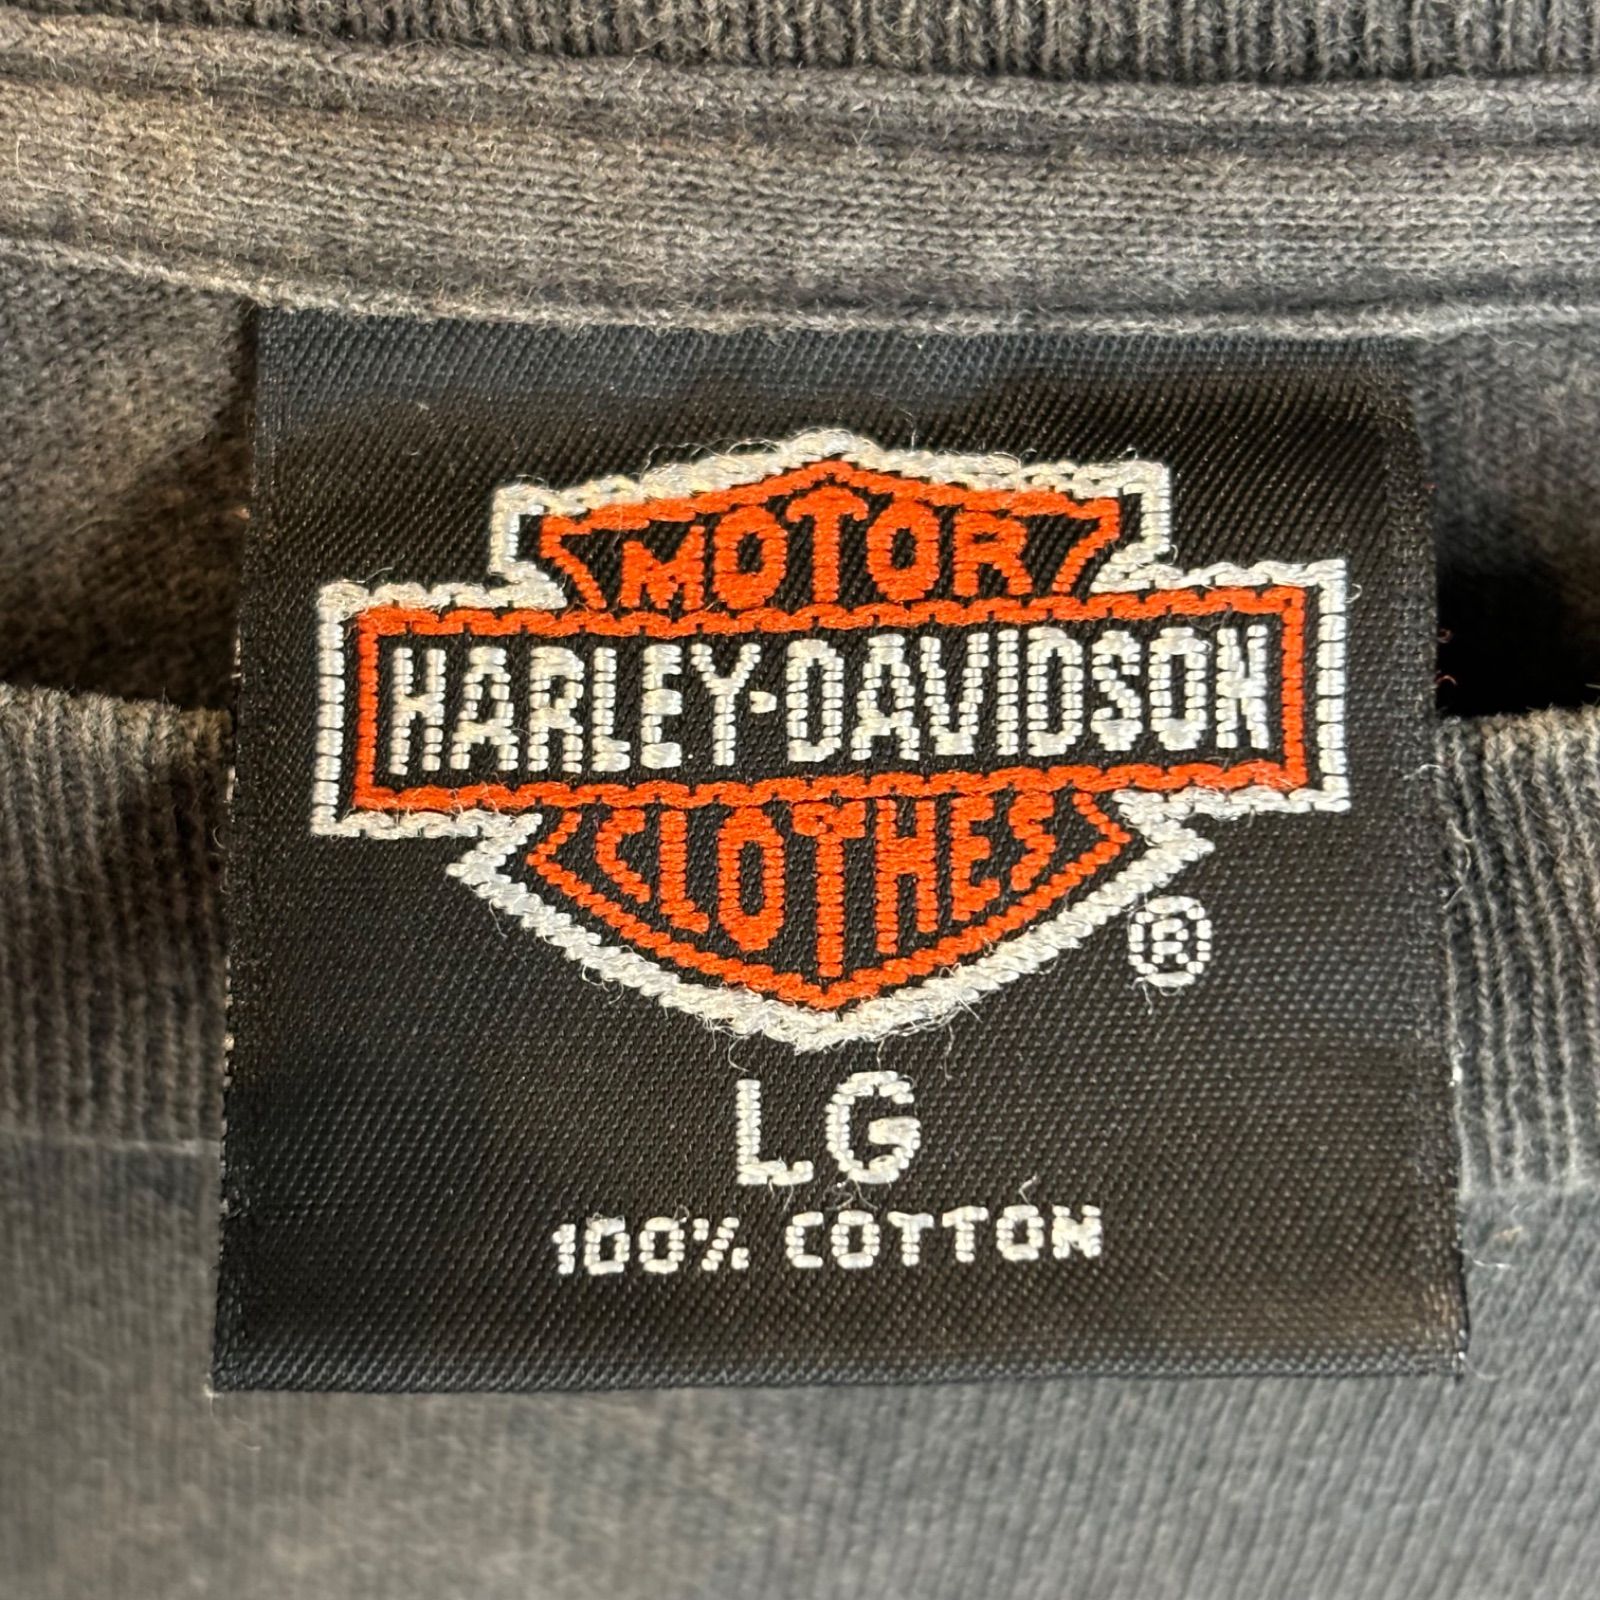 MOTOR
HARLEY-DAVIDSON
CLOTHES
®
LG
100% COTTON